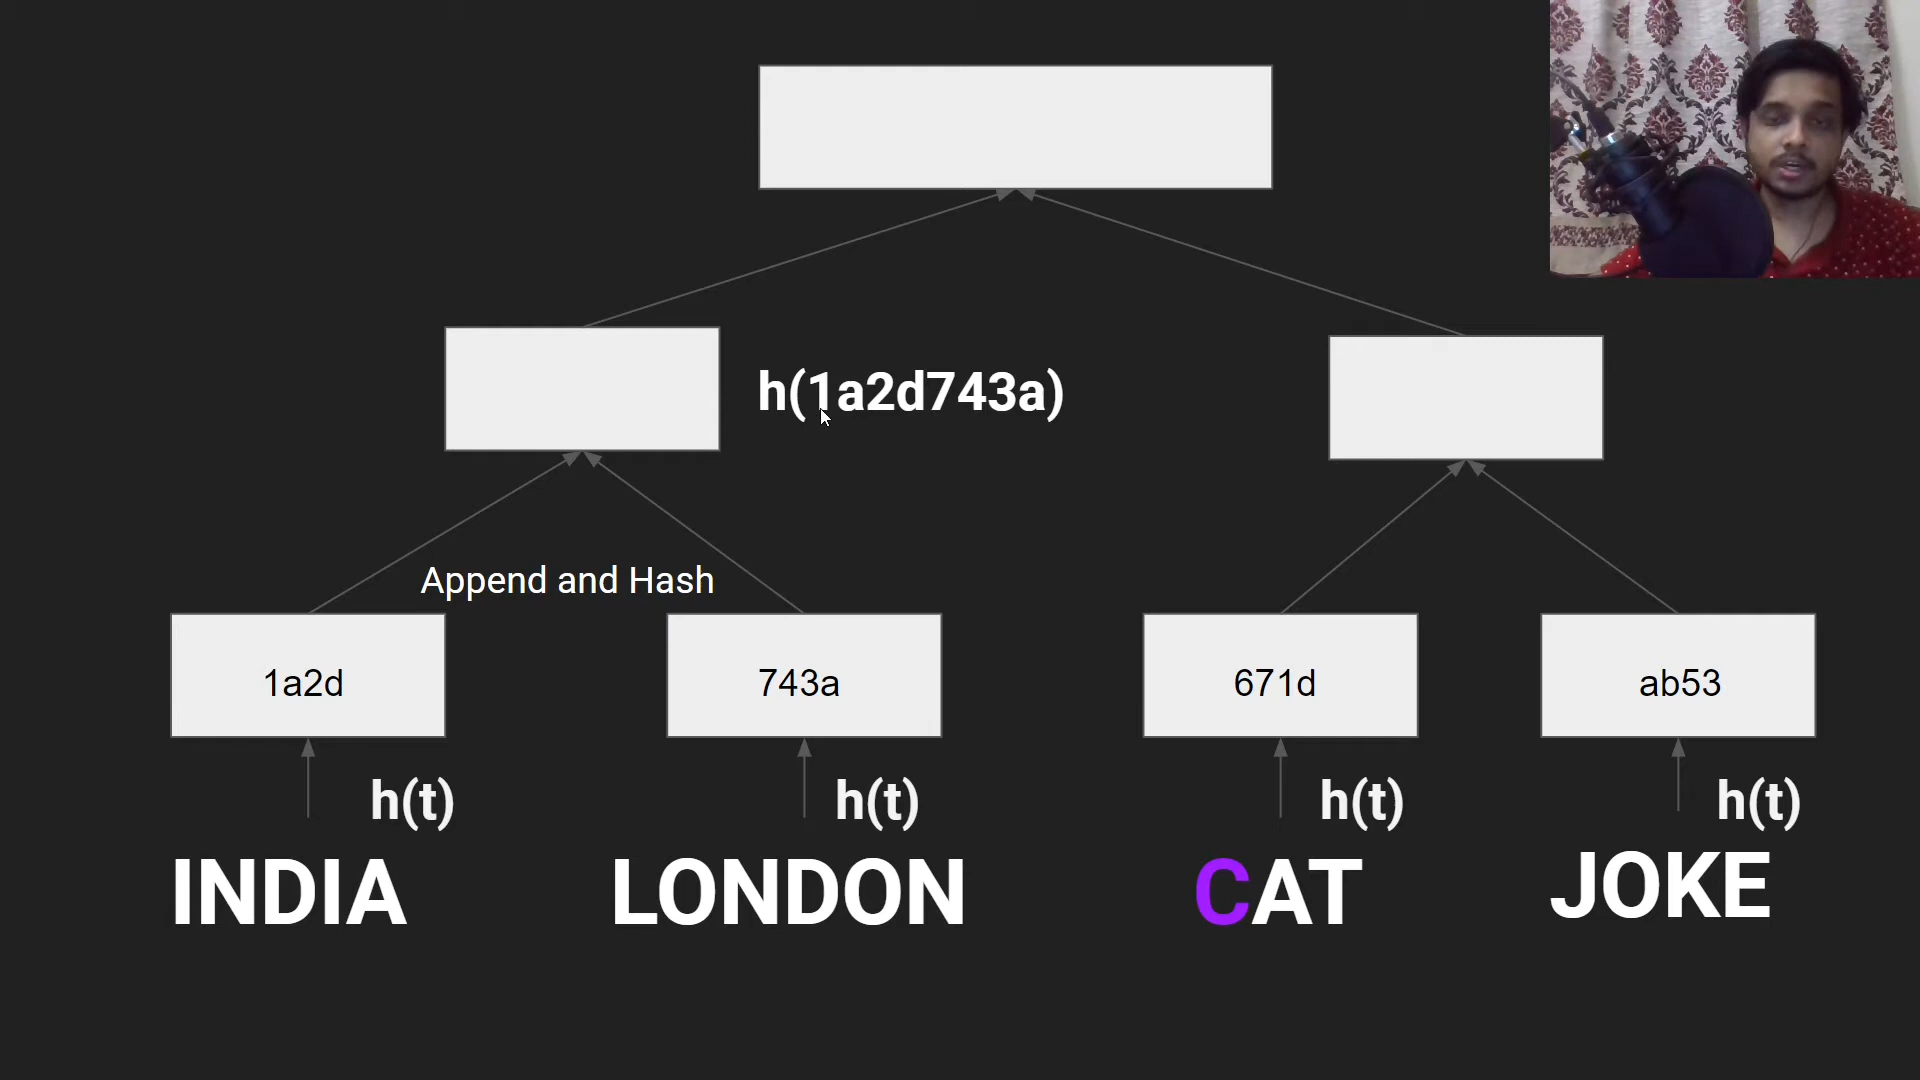 h(1a2d743a)
Append and Hash
1a2d
743a
671d
ab53
h(t)
h(t)
h(t)
h(t)
INDIA
LONDON
CAT
JOKE